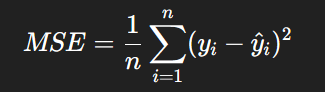 MSE = \frac{1}{n} \sum_{i=1}^{n} (y_i - \hat{y}_i)^2